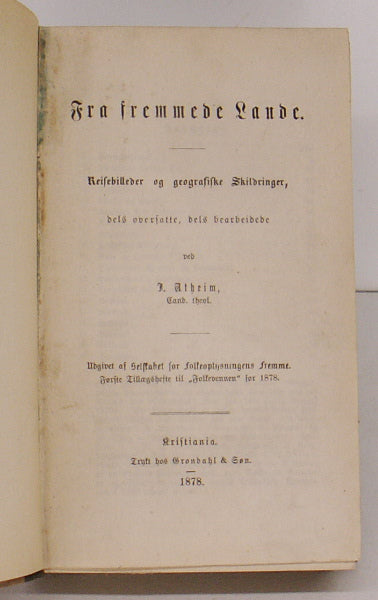 Fra fremmede Lande.
Reisebilleder og geografiske Skildringer,
dels oversatte, dels bearbeidede
ved
J. Utheim,
Cand. theol.
Udgivet af Selskabet for Folkeoplysningens Fremme.
Første Tillægshefte til „Folkevennen“ for 1878.
Kristiania.
Trykt hos Grøndahl & Søn.
1878.